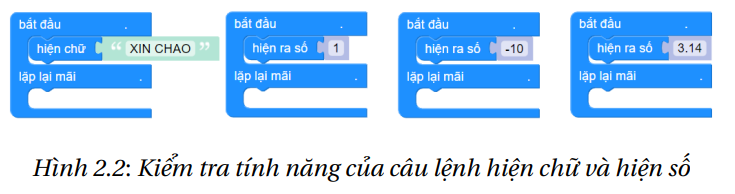 bắt đầu
hiện chữ “ XIN CHAO ”
lặp lại mãi
bắt đầu
hiện ra số 1
lặp lại mãi
bắt đầu
hiện ra số -10
lặp lại mãi
bắt đầu
hiện ra số 3.14
lặp lại mãi
Hình 2.2: Kiểm tra tính năng của câu lệnh hiện chữ và hiện số